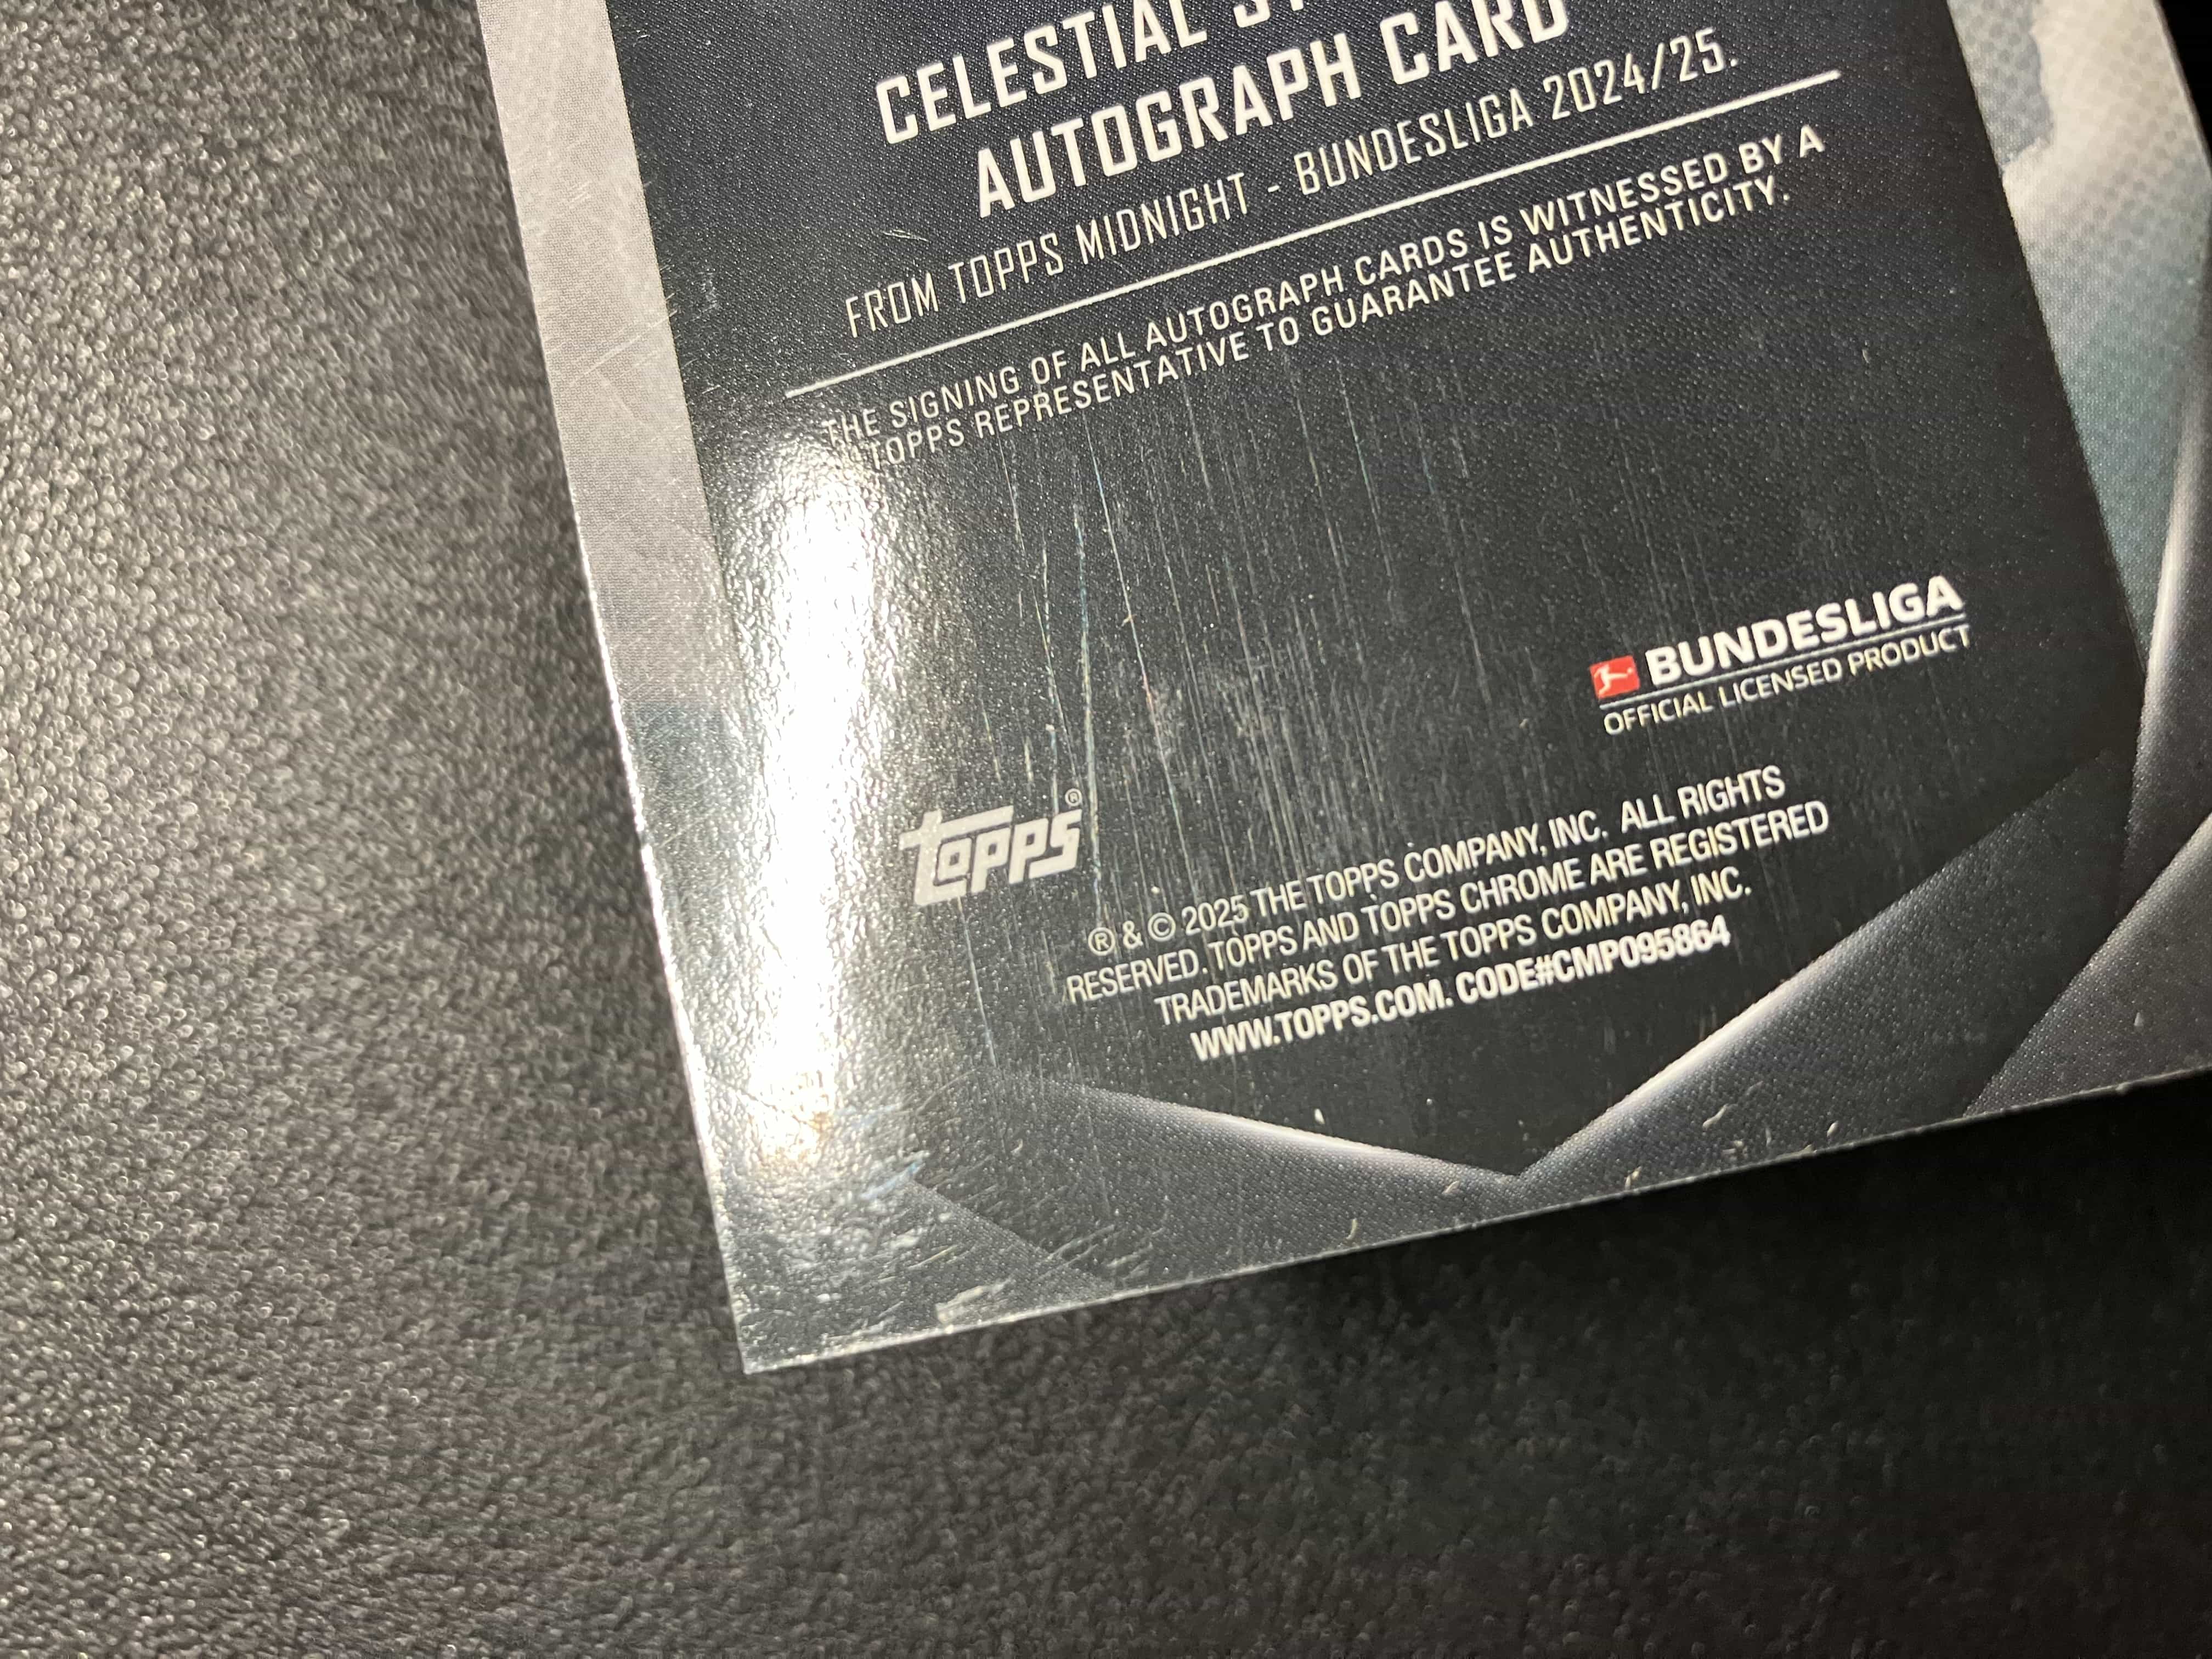 CELESTIAL
AUTOGRAPH CARD
FROM TOPPS MIDNIGHT - BUNDESLIGA 2024/25.
THE SIGNING OF ALL AUTOGRAPH CARDS IS WITNESSED BY A
TOPPS REPRESENTATIVE TO GUARANTEE AUTHENTICITY.
BUNDESLIGA
OFFICIAL LICENSED PRODUCT
topps®
® & © 2025 THE TOPPS COMPANY, INC. ALL RIGHTS
RESERVED. TOPPS AND TOPPS CHROME ARE REGISTERED
TRADEMARKS OF THE TOPPS COMPANY, INC.
WWW.TOPPS.COM. CODE#CMP095864